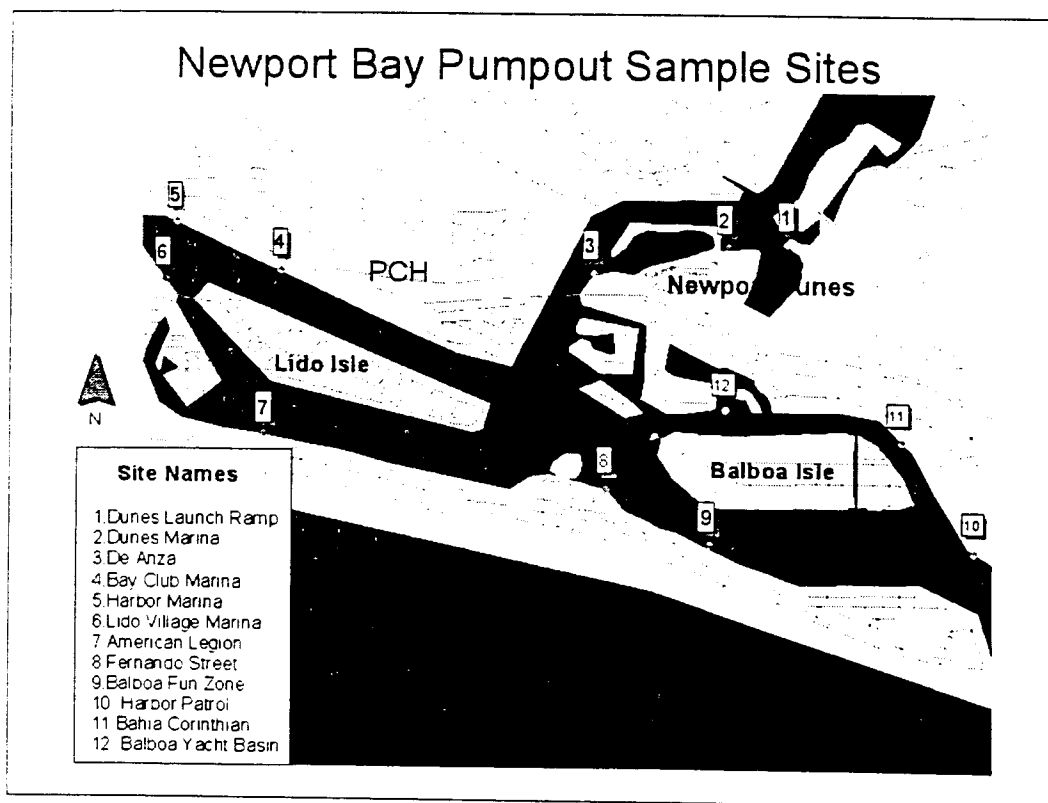 Newport Bay Pumpout Sample Sites
5
6
4
PCH
3
2
1
Newpo unes
Lido Isle
N
7
12
11
8
Balboa Isle
9
10
Site Names
1.Dunes Launch Ramp
2.Dunes Marina
3.De Anza
4.Bay Club Marina
5.Harbor Marina
6.Lido Village Marina
7 American Legion
8 Fernando Street
9.Balboa Fun Zone
10 Harbor Patrol
11 Bahia Corinthian
12 Balboa Yacht Basin